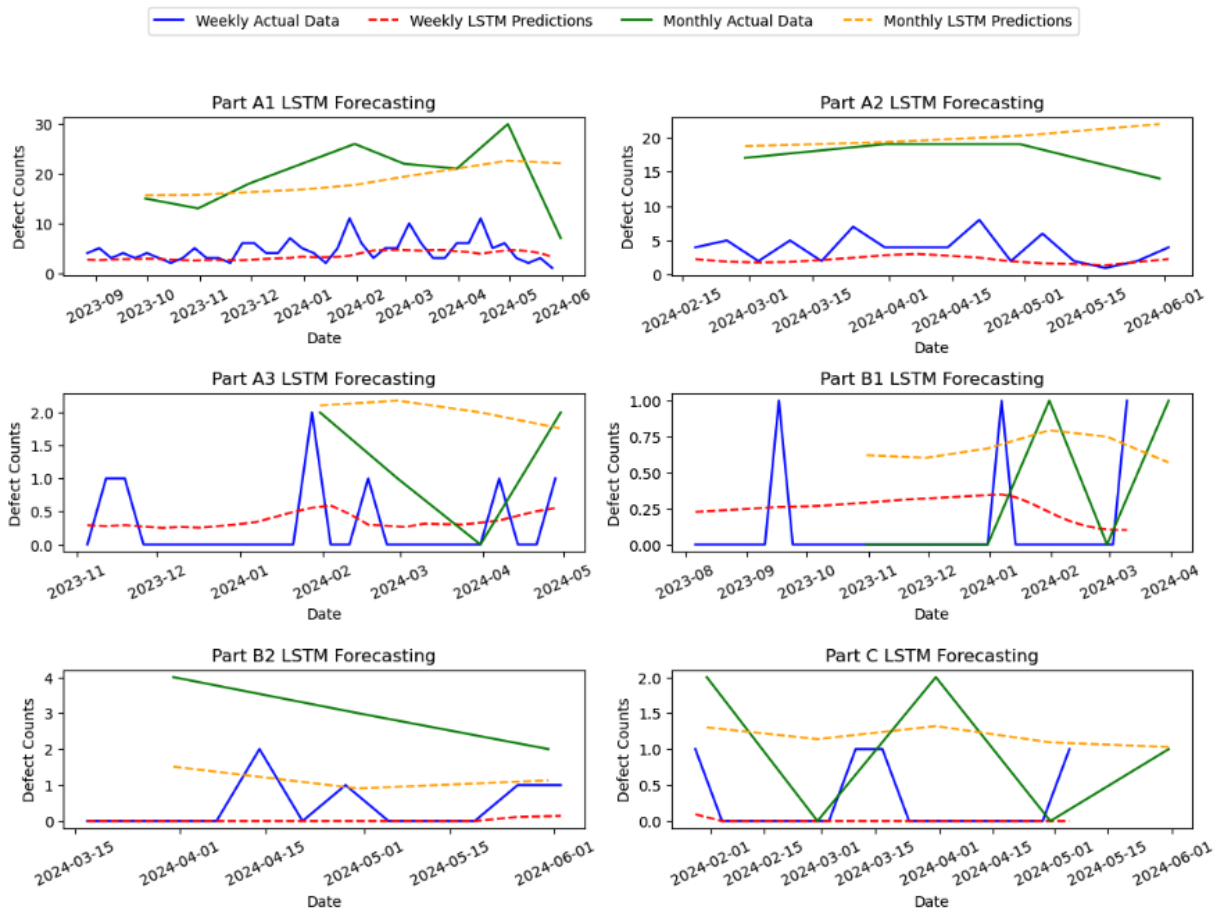 Weekly Actual Data Weekly LSTM Predictions Monthly Actual Data Monthly LSTM Predictions
Part A1 LSTM Forecasting
Defect Counts
30
20
10
0
2023-09 2023-10 2023-11 2023-12 2024-01 2024-02 2024-03 2024-04 2024-05 2024-06
Date
Part A2 LSTM Forecasting
Defect Counts
20
15
10
5
0
2024-02-15 2024-03-01 2024-03-15 2024-04-01 2024-04-15 2024-05-01 2024-05-15 2024-06-01
Date
Part A3 LSTM Forecasting
Defect Counts
2.0
1.5
1.0
0.5
0.0
2023-11 2023-12 2024-01 2024-02 2024-03 2024-04 2024-05
Date
Part B1 LSTM Forecasting
Defect Counts
1.00
0.75
0.50
0.25
0.00
2023-08 2023-09 2023-10 2023-11 2023-12 2024-01 2024-02 2024-03 2024-04
Date
Part B2 LSTM Forecasting
Defect Counts
4
3
2
1
0
2024-03-15 2024-04-01 2024-04-15 2024-05-01 2024-05-15 2024-06-01
Date
Part C LSTM Forecasting
Defect Counts
2.0
1.5
1.0
0.5
0.0
2024-02-01 2024-02-15 2024-03-01 2024-03-15 2024-04-01 2024-04-15 2024-05-01 2024-05-15 2024-06-01
Date